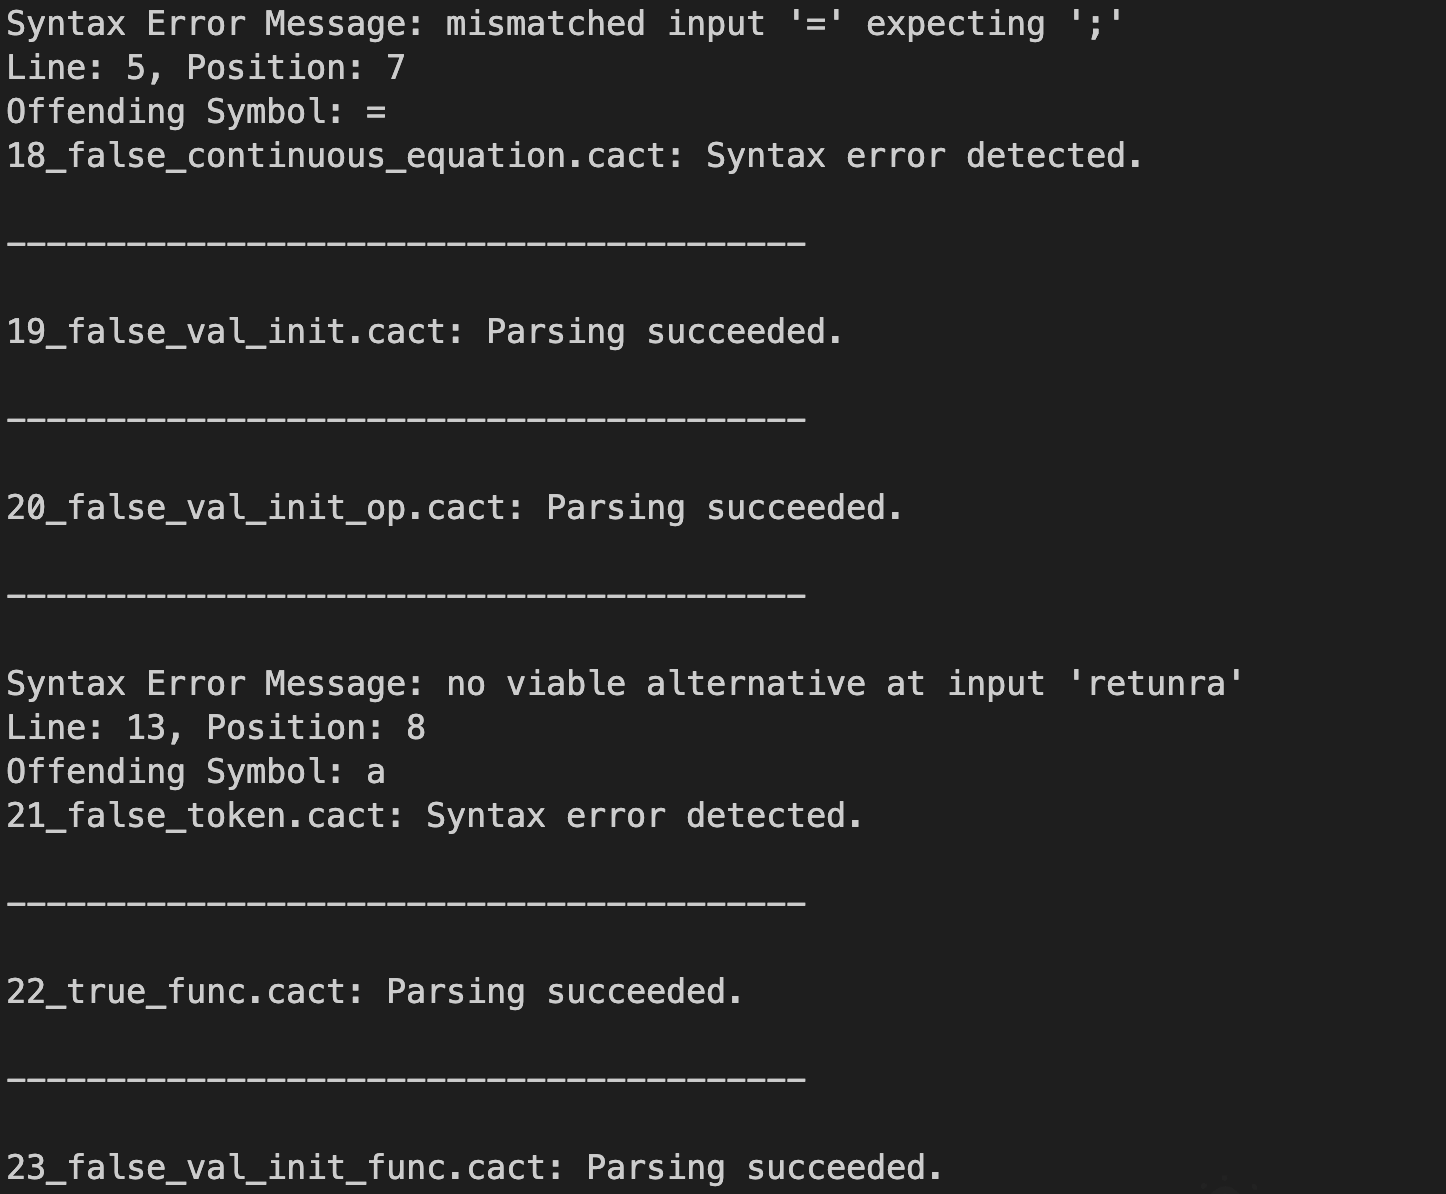 Syntax Error Message: mismatched input '=' expecting ';'
Line: 5, Position: 7
Offending Symbol: =
18_false_continuous_equation.cact: Syntax error detected.
----------------------------------------
19_false_val_init.cact: Parsing succeeded.
----------------------------------------
20_false_val_init_op.cact: Parsing succeeded.
----------------------------------------
Syntax Error Message: no viable alternative at input 'retunra'
Line: 13, Position: 8
Offending Symbol: a
21_false_token.cact: Syntax error detected.
----------------------------------------
22_true_func.cact: Parsing succeeded.
----------------------------------------
23_false_val_init_func.cact: Parsing succeeded.